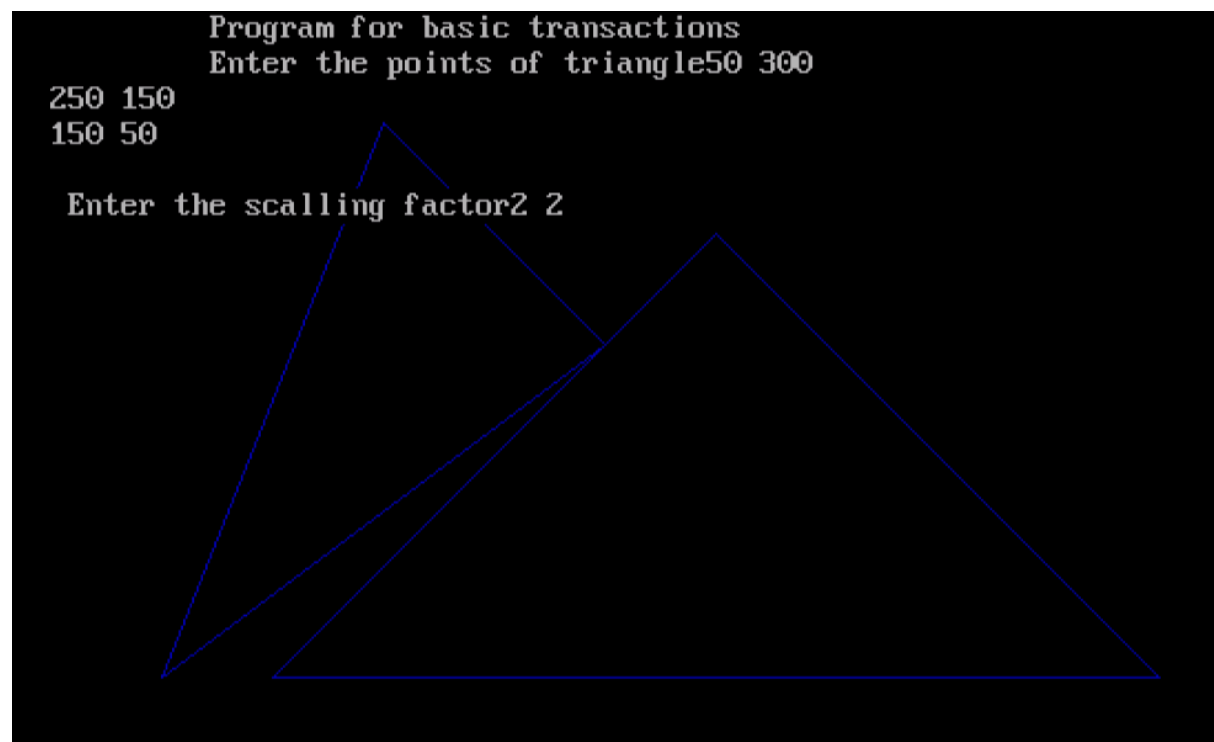 Program for basic transactions
Enter the points of triangle50 300
250 150
150 50
Enter the scalling factor2 2